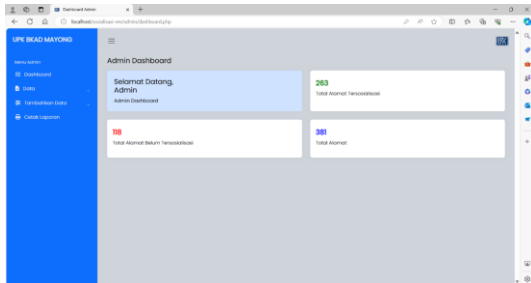 Dashboard Admin
localhost/sosialisasi-wo/admin/dashboard.php
UPK BKAD MAYONG
Menu Admin
Dashboard
Data
Tambahkan Data
Cetak Laporan
Admin Dashboard
Selamat Datang,
Admin
Admin Dashboard
263
Total Alamat Tersosialisasi
118
Total Alamat Belum Tersosialisasi
381
Total Alamat